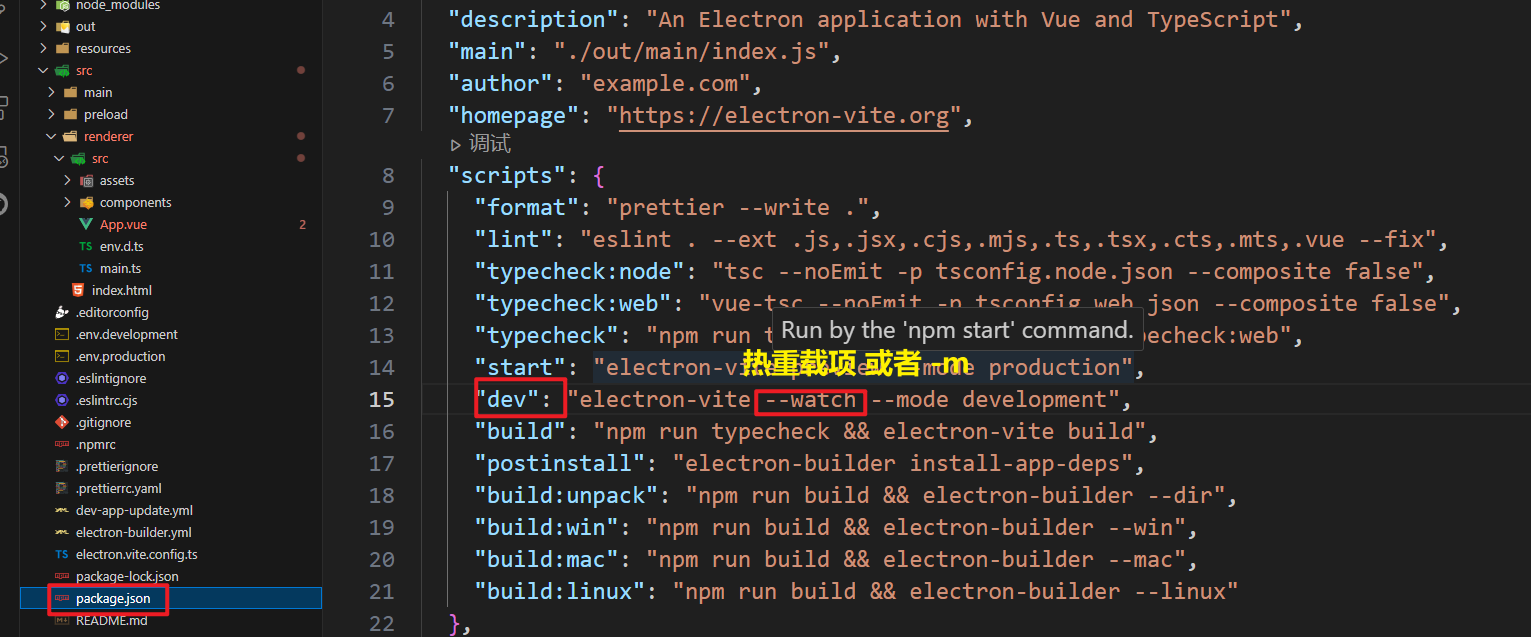 node_modules
out
resources
src
main
preload
renderer
src
assets
components
App.vue 2
TS env.d.ts
TS main.ts
index.html
.editorconfig
.env.development
.env.production
.eslintignore
.eslintrc.cjs
.gitignore
.npmrc
.prettierignore
.prettierrc.yaml
dev-app-update.yml
electron-builder.yml
TS electron.vite.config.ts
package-lock.json
package.json
README.md
4 "description": "An Electron application with Vue and TypeScript",
5 "main": "./out/main/index.js",
6 "author": "example.com",
7 "homepage": "https://electron-vite.org",
调试
8 "scripts": {
9 "format": "prettier --write .",
10 "lint": "eslint . --ext .js,.jsx,.cjs,.mjs,.ts,.tsx,.cts,.mts,.vue --fix",
11 "typecheck:node": "tsc --noEmit -p tsconfig.node.json --composite false",
12 "typecheck:web": "vue-tsc --noEmit -p tsconfig.web.json --composite false",
Run by the 'npm start' command.
13 "typecheck": "npm run typecheck:web",
热重载项 或者 -m
14 "start": "electron-vi mode production",
15 "dev": "electron-vite --watch --mode development",
16 "build": "npm run typecheck && electron-vite build",
17 "postinstall": "electron-builder install-app-deps",
18 "build:unpack": "npm run build && electron-builder --dir",
19 "build:win": "npm run build && electron-builder --win",
20 "build:mac": "npm run build && electron-builder --mac",
21 "build:linux": "npm run build && electron-builder --linux"
22 },